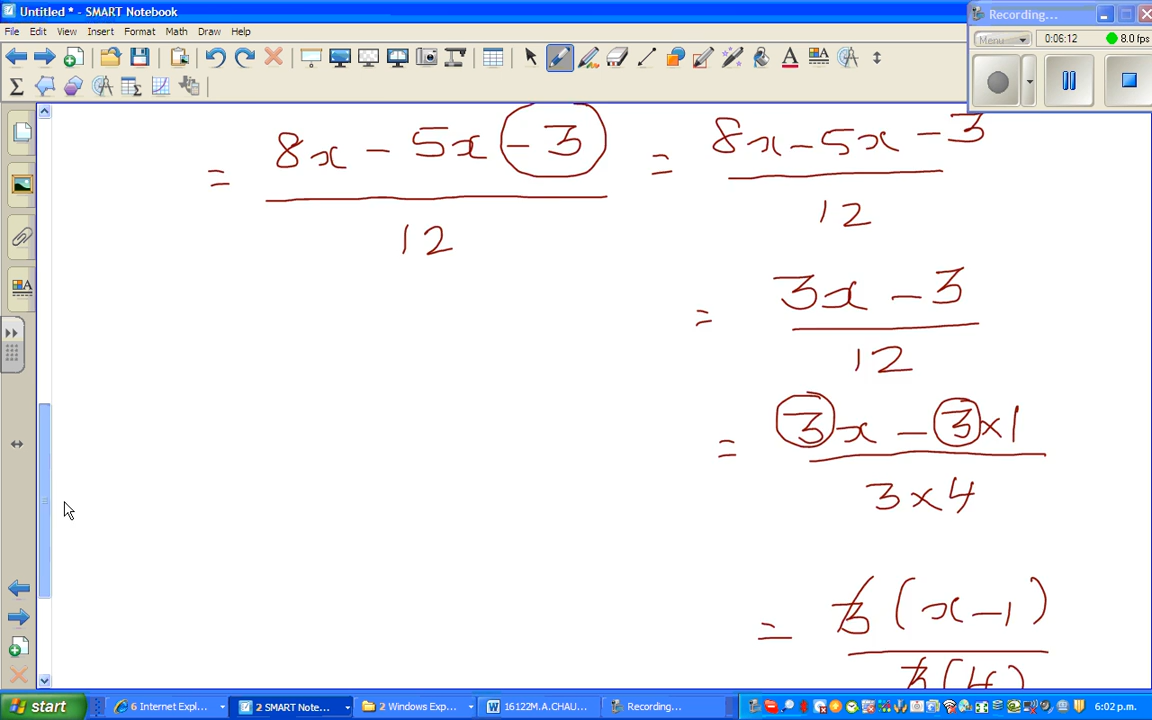 Untitled * - SMART Notebook
Recording...
File Edit View Insert Format Math Draw Help
Menu
0:06:12
8.0 fps
= 8x - 5x - 3 = 8x - 5x - 3
12 12
= 3x - 3
12
= 3x - 3 x 1
3 x 4
= 3 (x - 1)
3 (4)
start
6 Internet Expl...
2 SMART Note...
2 Windows Exp...
16122M.A.CHAU...
Recording...
6:02 p.m.